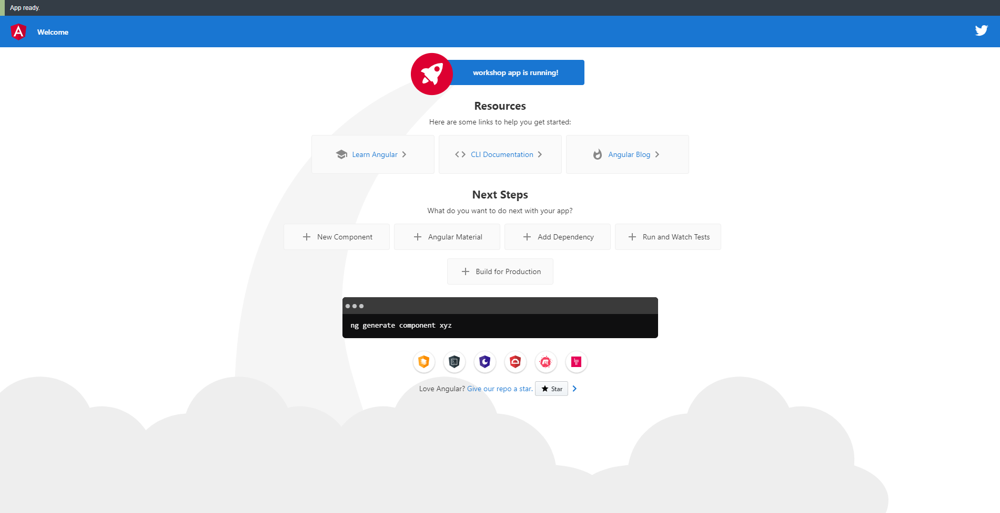 App ready.
Welcome
workshop app is running!
Resources
Here are some links to help you get started:
Learn Angular
CLI Documentation
Angular Blog
Next Steps
What do you want to do next with your app?
New Component
Angular Material
Add Dependency
Run and Watch Tests
Build for Production
ng generate component xyz
Love Angular? Give our repo a star. Star